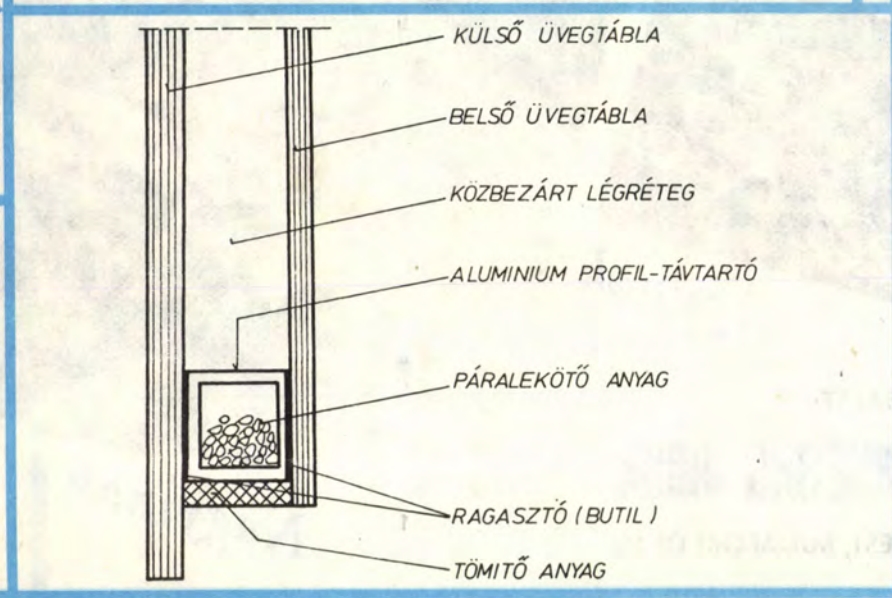 KÜLSŐ ÜVEGTÁBLA
BELSŐ ÜVEGTÁBLA
KÖZBEZÁRT LÉGRÉTEG
ALUMINIUM PROFIL-TÁVTARTÓ
PÁRALEKÖTŐ ANYAG
RAGASZTÓ (BUTIL)
TÖMITŐ ANYAG